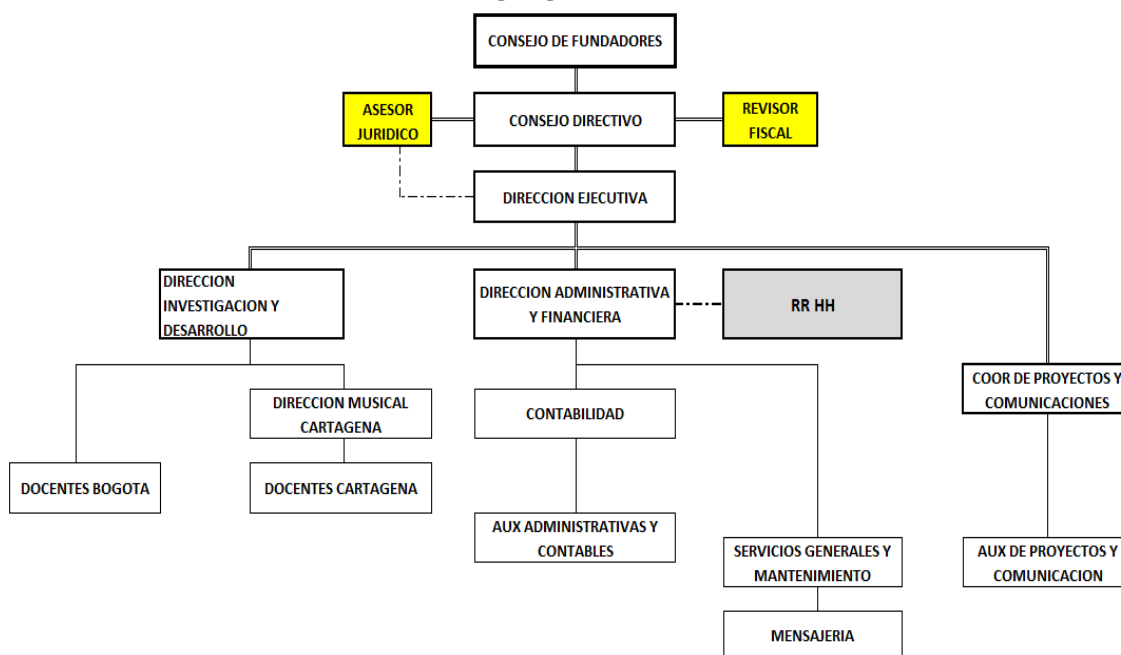 CONSEJO DE FUNDADORES
ASESOR
JURIDICO
CONSEJO DIRECTIVO
REVISOR
FISCAL
DIRECCION EJECUTIVA
DIRECCION
INVESTIGACION Y
DESARROLLO
DIRECCION ADMINISTRATIVA
Y FINANCIERA
RR HH
DIRECCION MUSICAL
CARTAGENA
CONTABILIDAD
COOR DE PROYECTOS Y
COMUNICACIONES
DOCENTES BOGOTA
DOCENTES CARTAGENA
AUX ADMINISTRATIVAS Y
CONTABLES
SERVICIOS GENERALES Y
MANTENIMIENTO
AUX DE PROYECTOS Y
COMUNICACION
MENSAJERIA